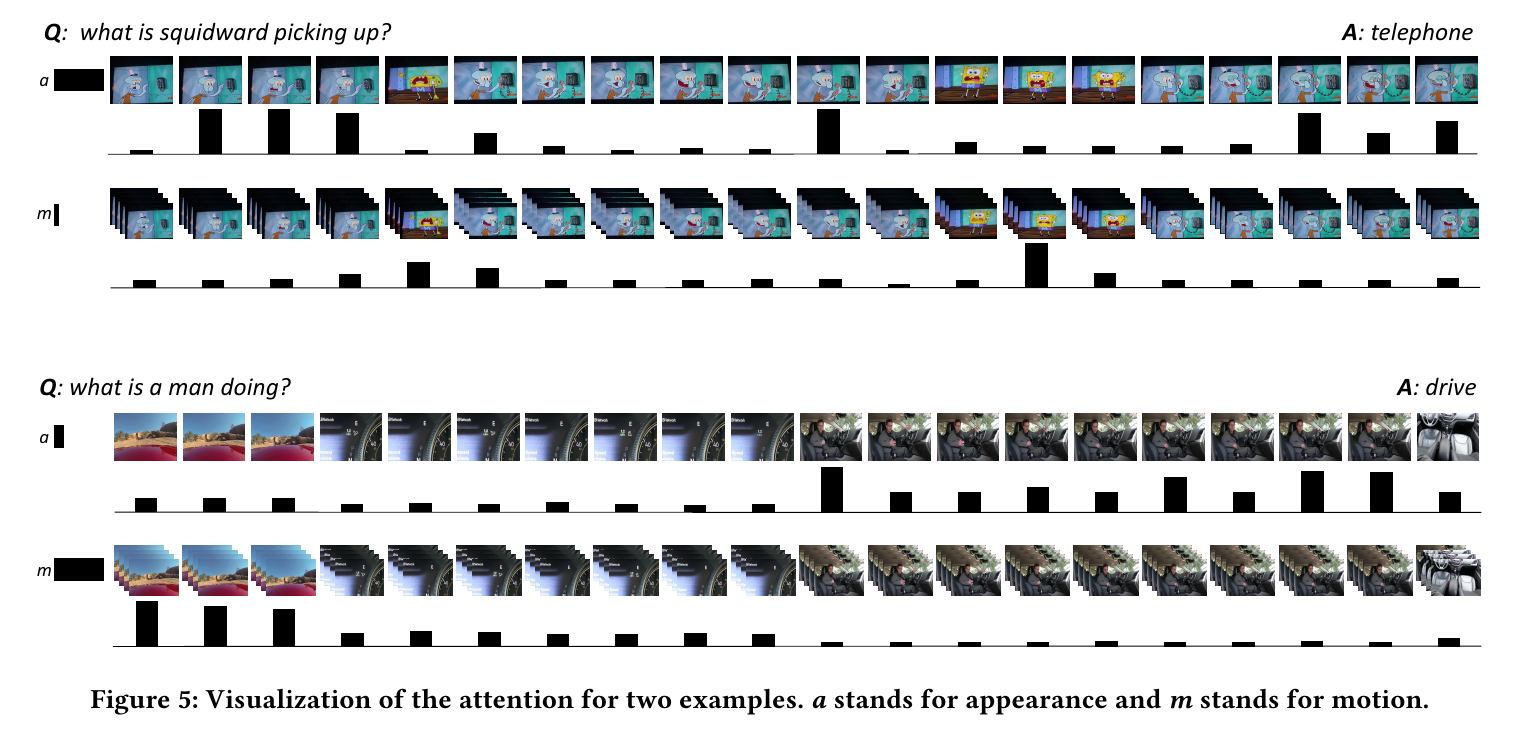 Q: what is squidward picking up?
A: telephone
a
m
Q: what is a man doing?
A: drive
a
m
Figure 5: Visualization of the attention for two examples. a stands for appearance and m stands for motion.